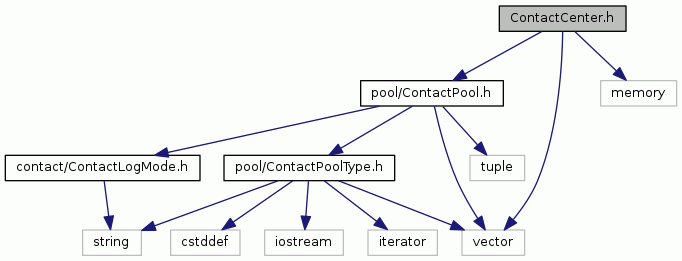 ContactCenter.h
pool/ContactPool.h
memory
contact/ContactLogMode.h
pool/ContactPoolType.h
tuple
string
cstddef
iostream
iterator
vector